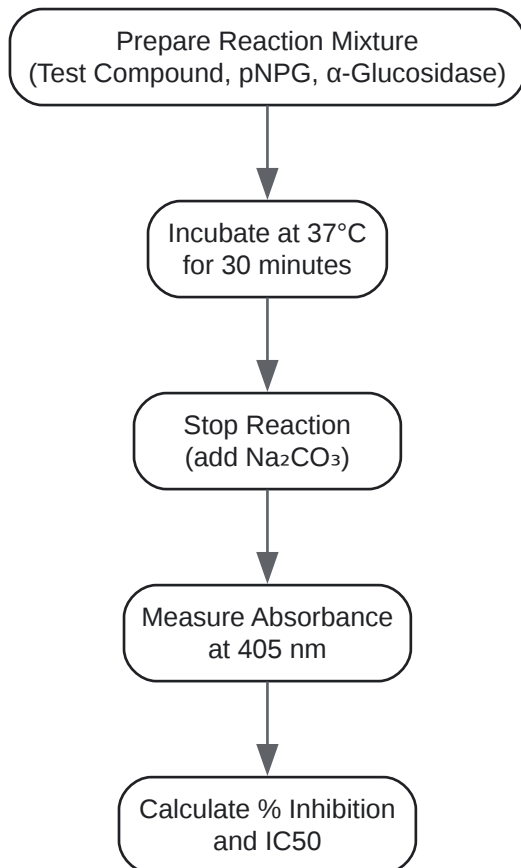 Prepare Reaction Mixture
(Test Compound, pNPG, α-Glucosidase)
Incubate at 37°C
for 30 minutes
Stop Reaction
(add Na₂CO₃)
Measure Absorbance
at 405 nm
Calculate % Inhibition
and IC50